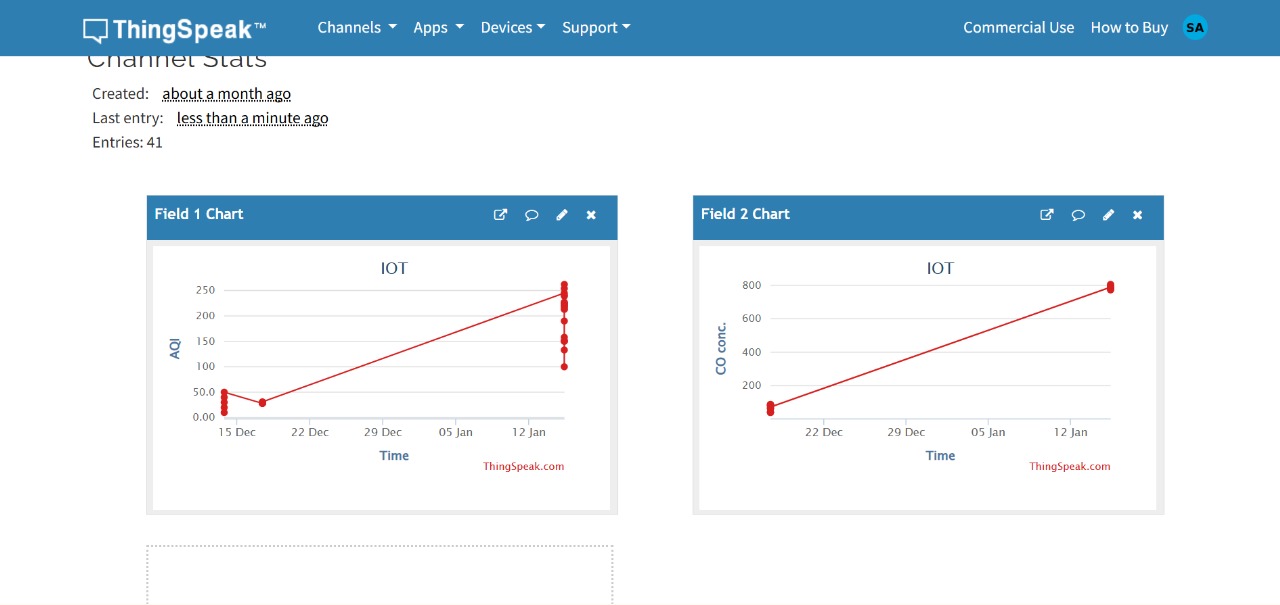 ThingSpeak™ Channels Apps Devices Support Commercial Use How to Buy SA
Channel Stats
Created: about a month ago
Last entry: less than a minute ago
Entries: 41
Field 1 Chart
IOT
250
200
150
100
50.0
0.00
AQI
15 Dec 22 Dec 29 Dec 05 Jan 12 Jan
Time
ThingSpeak.com
Field 2 Chart
IOT
800
600
400
200
CO conc.
22 Dec 29 Dec 05 Jan 12 Jan
Time
ThingSpeak.com